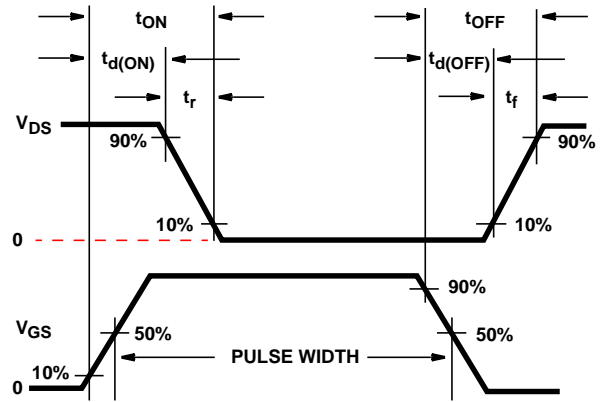 tON tOFF
td(ON) td(OFF)
tr tf
VDS
90% 90%
10% 10%
0
90%
VGS 50% 50%
PULSE WIDTH
10%
0